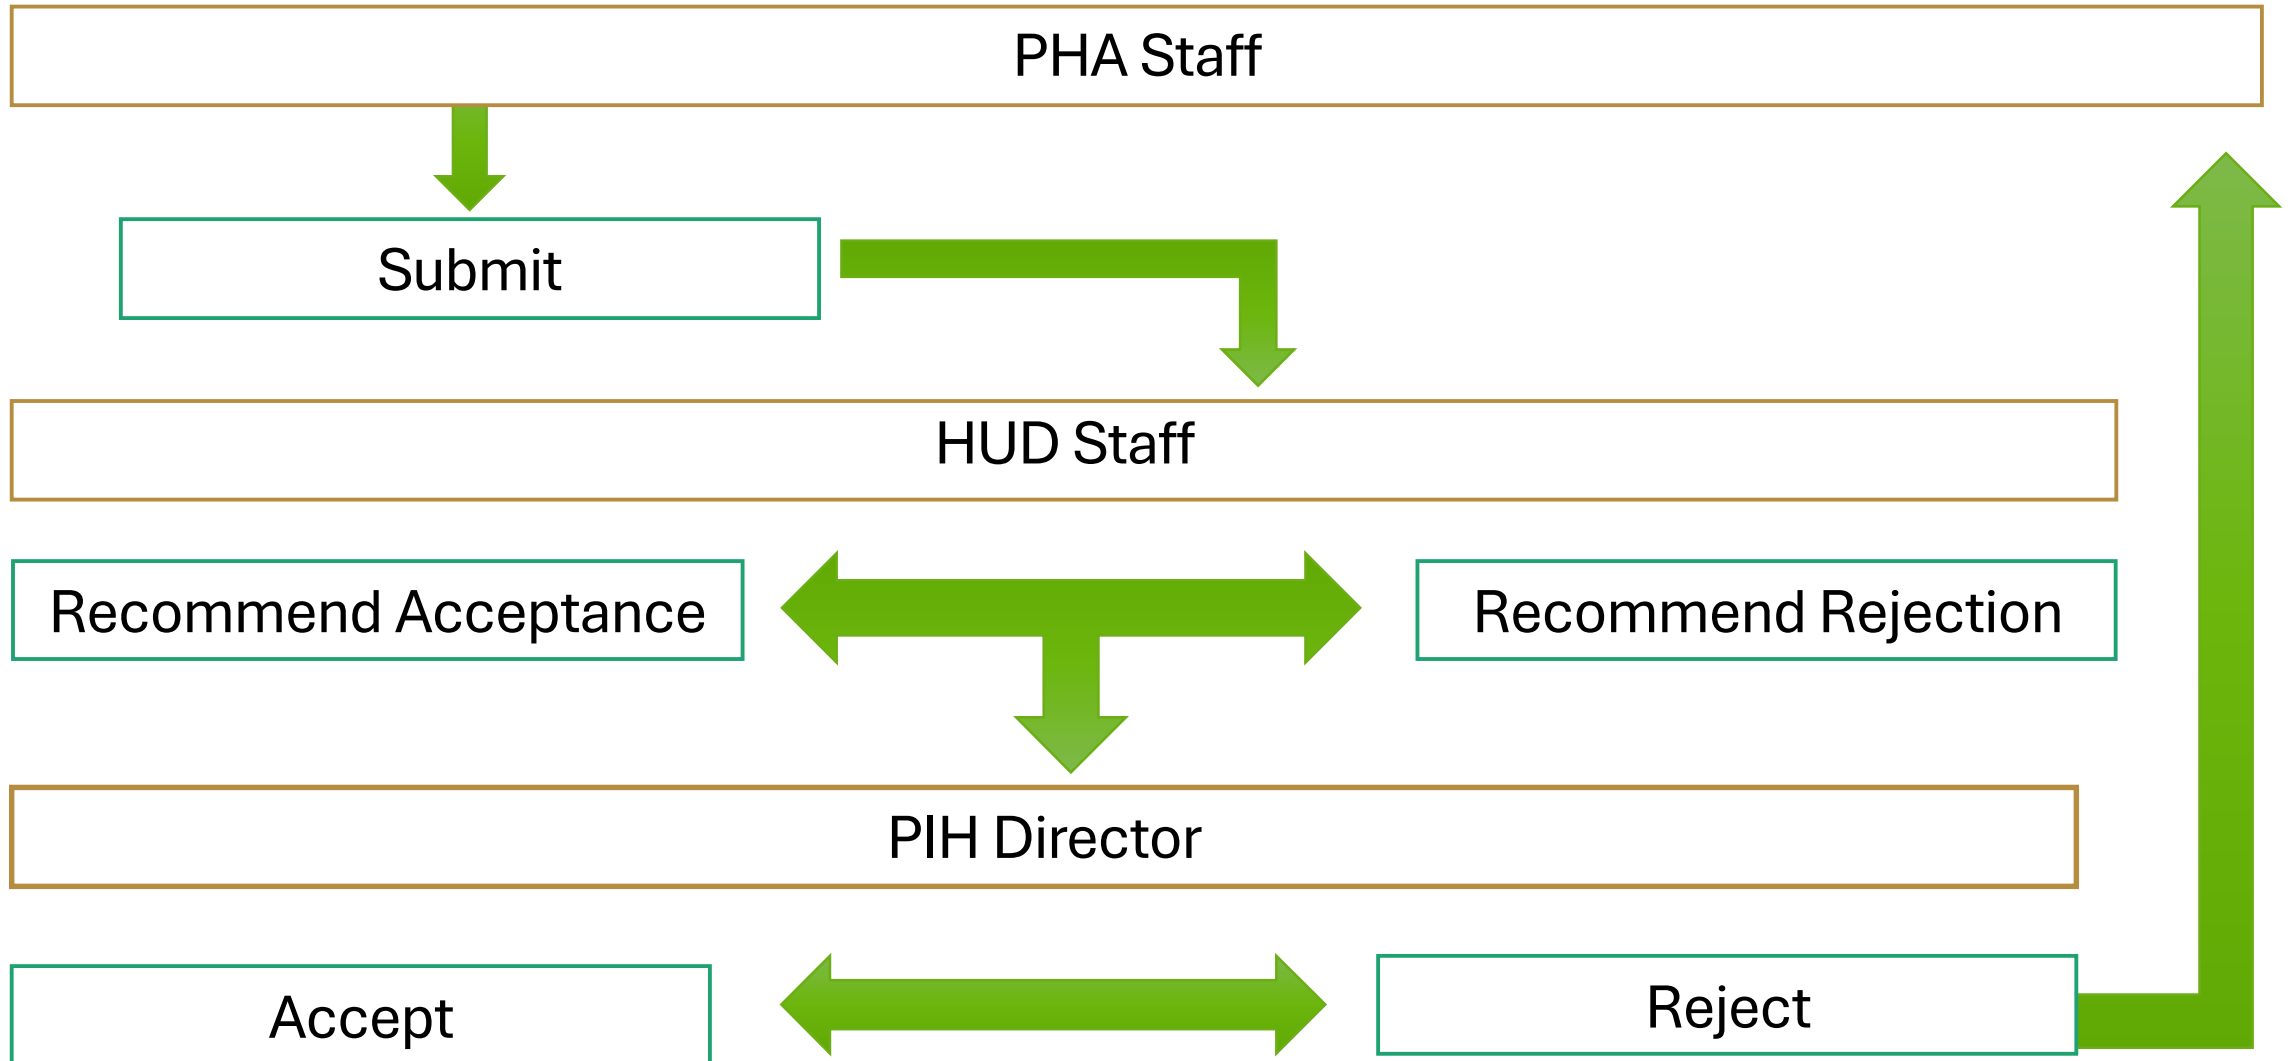 PHA Staff
Submit
HUD Staff
Recommend Acceptance
Recommend Rejection
PIH Director
Accept
Reject